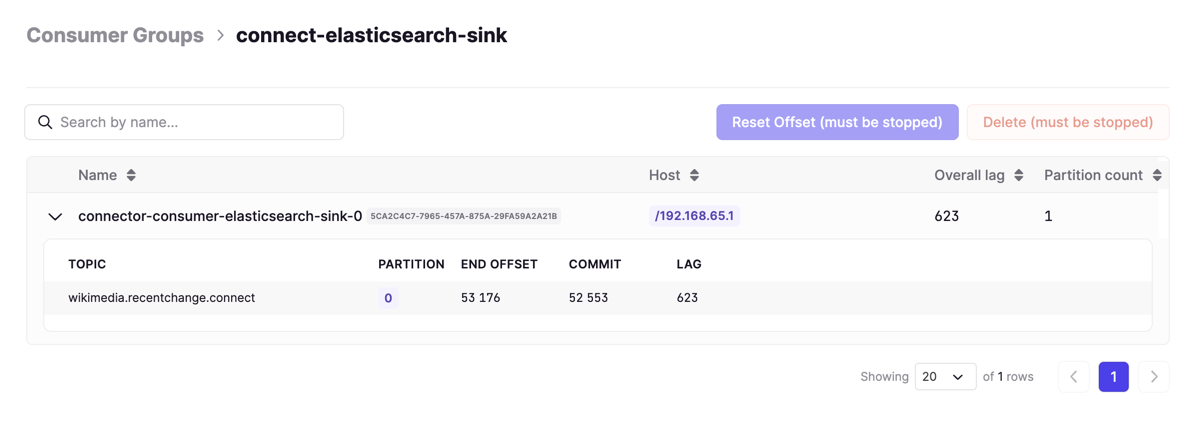 Consumer Groups > connect-elasticsearch-sink
Search by name...
Reset Offset (must be stopped)
Delete (must be stopped)
Name Host Overall lag Partition count
connector-consumer-elasticsearch-sink-0 5CA2C4C7-7965-457A-875A-29FA59A2A21B /192.168.65.1 623 1
TOPIC PARTITION END OFFSET COMMIT LAG
wikimedia.recentchange.connect 0 53 176 52 553 623
Showing 20 of 1 rows 1